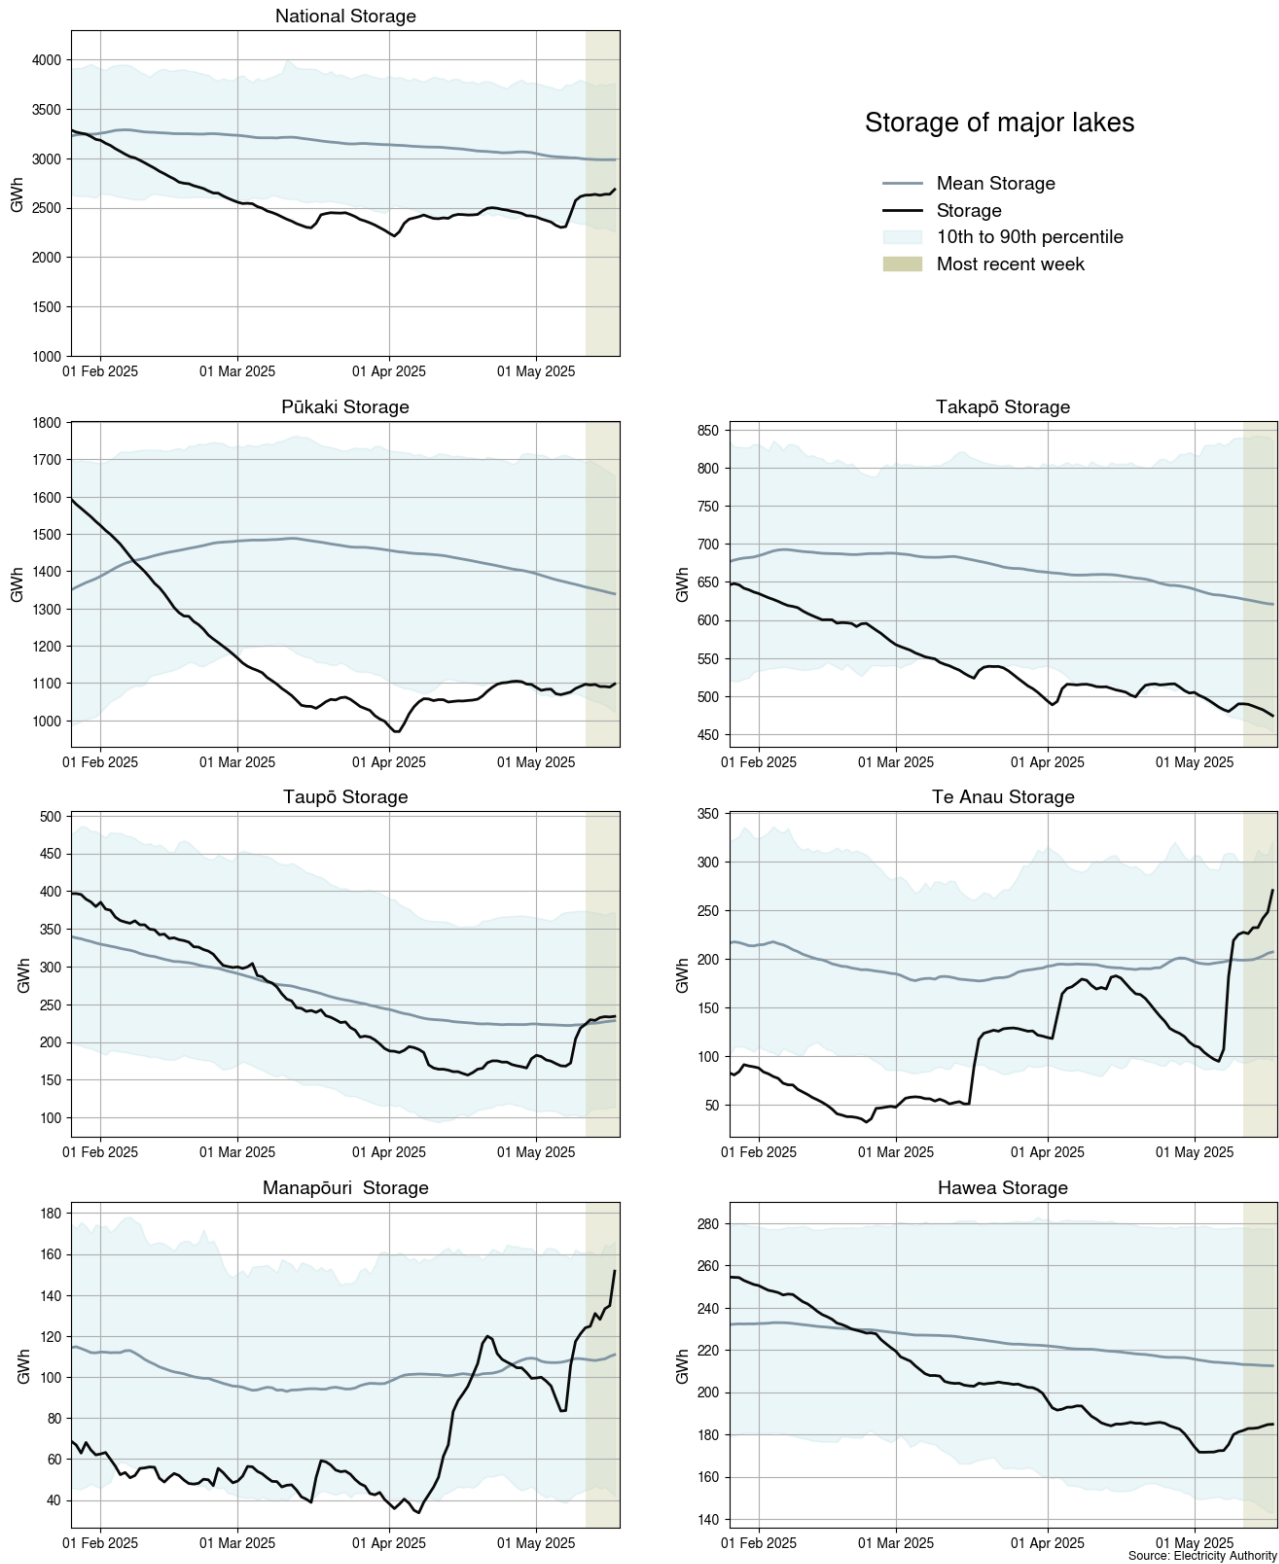 National Storage
4000
3500
3000
2500
2000
1500
1000
GWh
01 Feb 2025 01 Mar 2025 01 Apr 2025 01 May 2025
Storage of major lakes
Mean Storage
Storage
10th to 90th percentile
Most recent week
Pūkaki Storage
1800
1700
1600
1500
1400
1300
1200
1100
1000
GWh
01 Feb 2025 01 Mar 2025 01 Apr 2025 01 May 2025
Takapō Storage
850
800
750
700
650
600
550
500
450
GWh
01 Feb 2025 01 Mar 2025 01 Apr 2025 01 May 2025
Taupō Storage
500
450
400
350
300
250
200
150
100
GWh
01 Feb 2025 01 Mar 2025 01 Apr 2025 01 May 2025
Te Anau Storage
350
300
250
200
150
100
50
GWh
01 Feb 2025 01 Mar 2025 01 Apr 2025 01 May 2025
Manapōuri Storage
180
160
140
120
100
80
60
40
GWh
01 Feb 2025 01 Mar 2025 01 Apr 2025 01 May 2025
Hawea Storage
280
260
240
220
200
180
160
140
GWh
01 Feb 2025 01 Mar 2025 01 Apr 2025 01 May 2025
Source: Electricity Authority